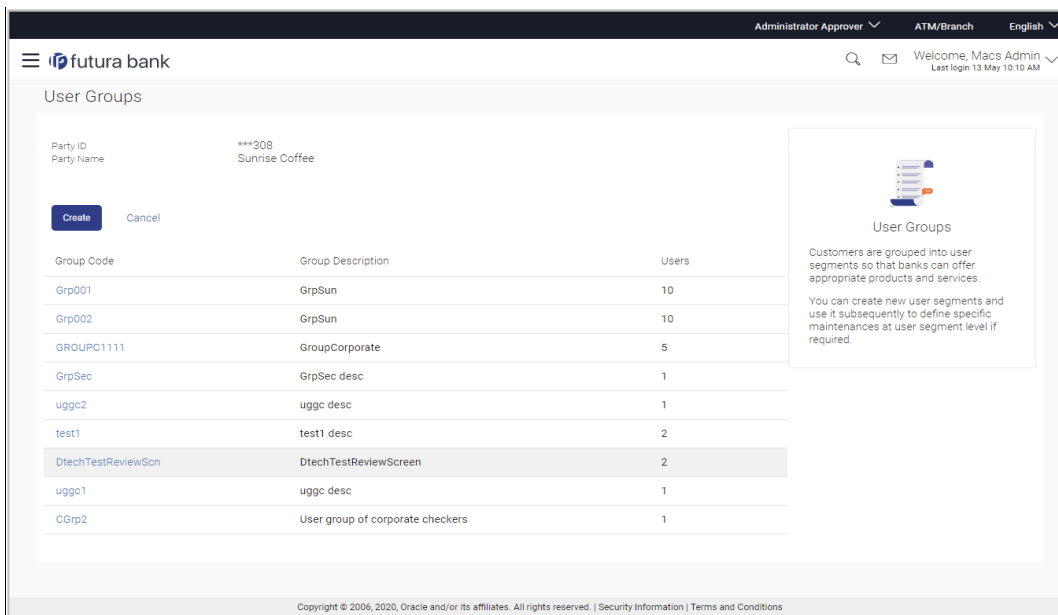 Administrator Approver ATM/Branch English
futura bank
Welcome, Macs Admin
Last login 13 May 10:10 AM
User Groups
Party ID ***308
Party Name Sunrise Coffee
Create Cancel
Group Code Group Description Users
Grp001 GrpSun 10
Grp002 GrpSun 10
GROUPC1111 GroupCorporate 5
GrpSec GrpSec desc 1
uggc2 uggc desc 1
test1 test1 desc 2
DtechTestReviewScn DtechTestReviewScreen 2
uggc1 uggc desc 1
CGrp2 User group of corporate checkers 1
User Groups
Customers are grouped into user
segments so that banks can offer
appropriate products and services.
You can create new user segments and
use it subsequently to define specific
maintenances at user segment level if
required.
Copyright © 2006, 2020, Oracle and/or its affiliates. All rights reserved. | Security Information | Terms and Conditions